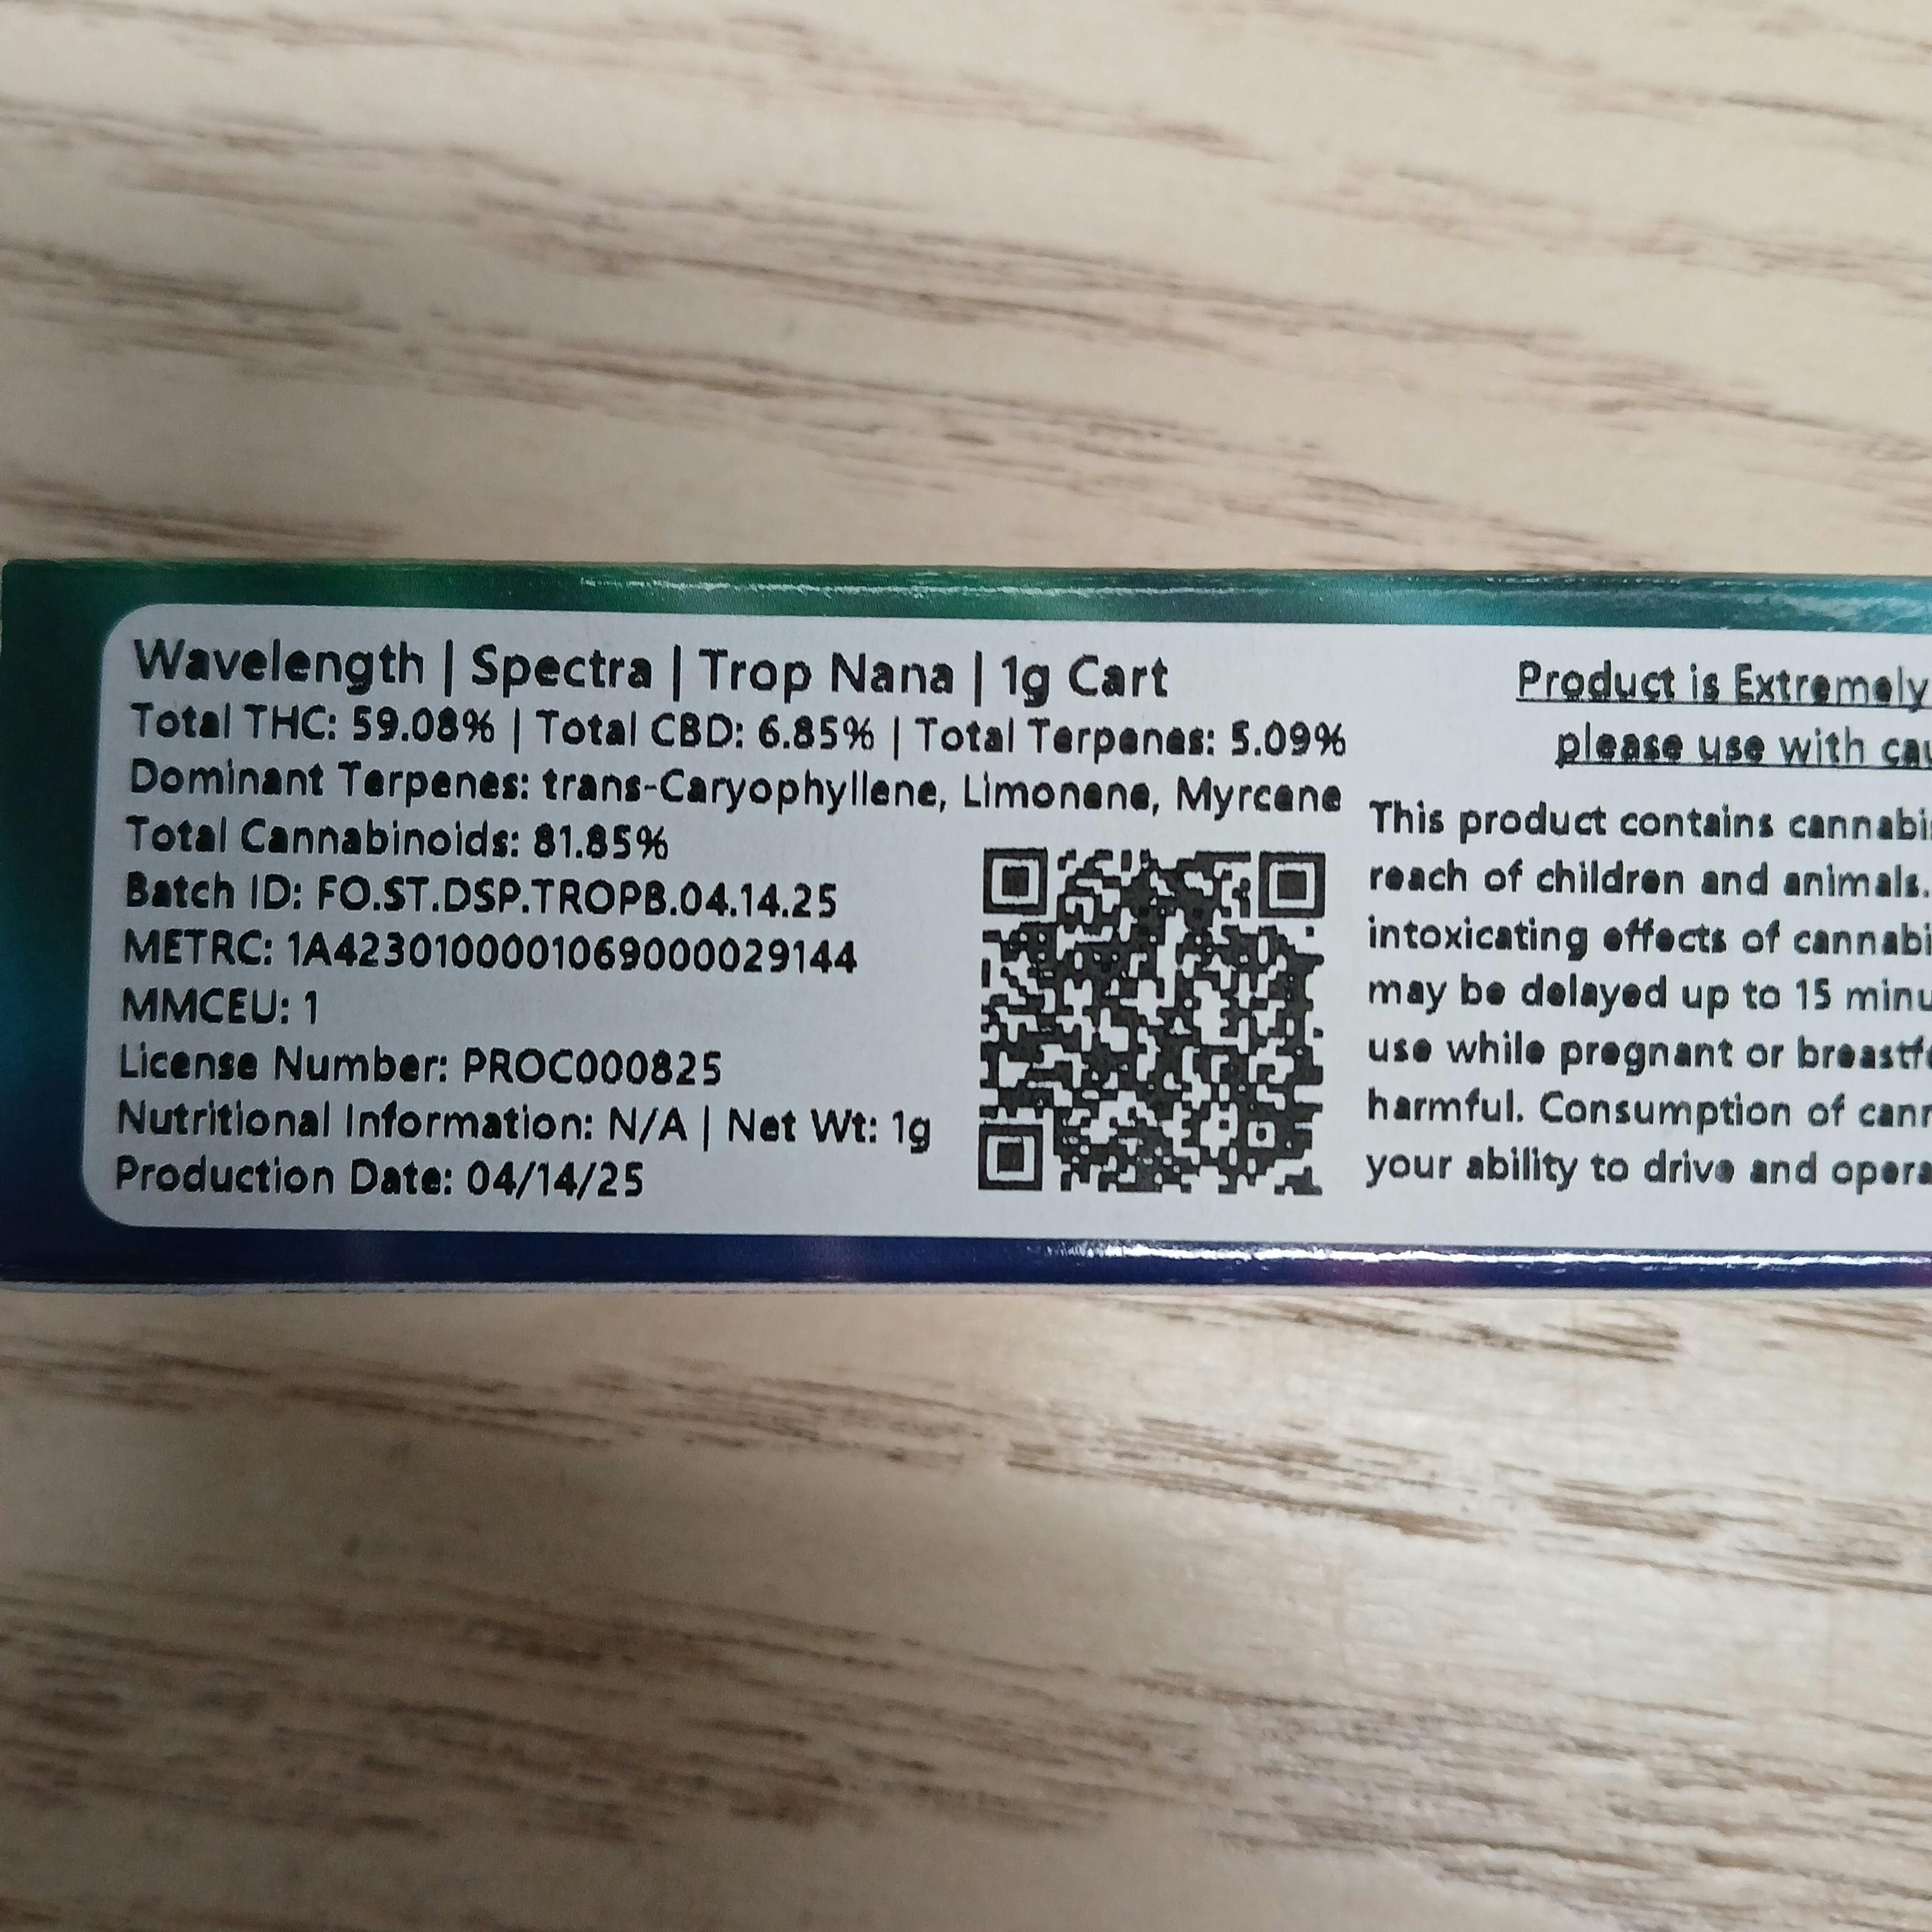 Wavelength | Spectra | Trop Nana | 1g Cart
Total THC: 59.08% | Total CBD: 6.85% | Total Terpenes: 5.09%
Dominant Terpenes: trans-Caryophyllene, Limonene, Myrcene
Total Cannabinoids: 81.85%
Batch ID: FO.ST.DSP.TROPB.04.14.25
METRC: 1A4230100001069000029144
MMCEU: 1
License Number: PROC000825
Nutritional Information: N/A | Net Wt: 1g
Production Date: 04/14/25
Product is Extremely
please use with
This product contains
reach of children and animals.
intoxicating effects of
may be delayed up to 15
use while pregnant or
harmful. Consumption of
your ability to drive and